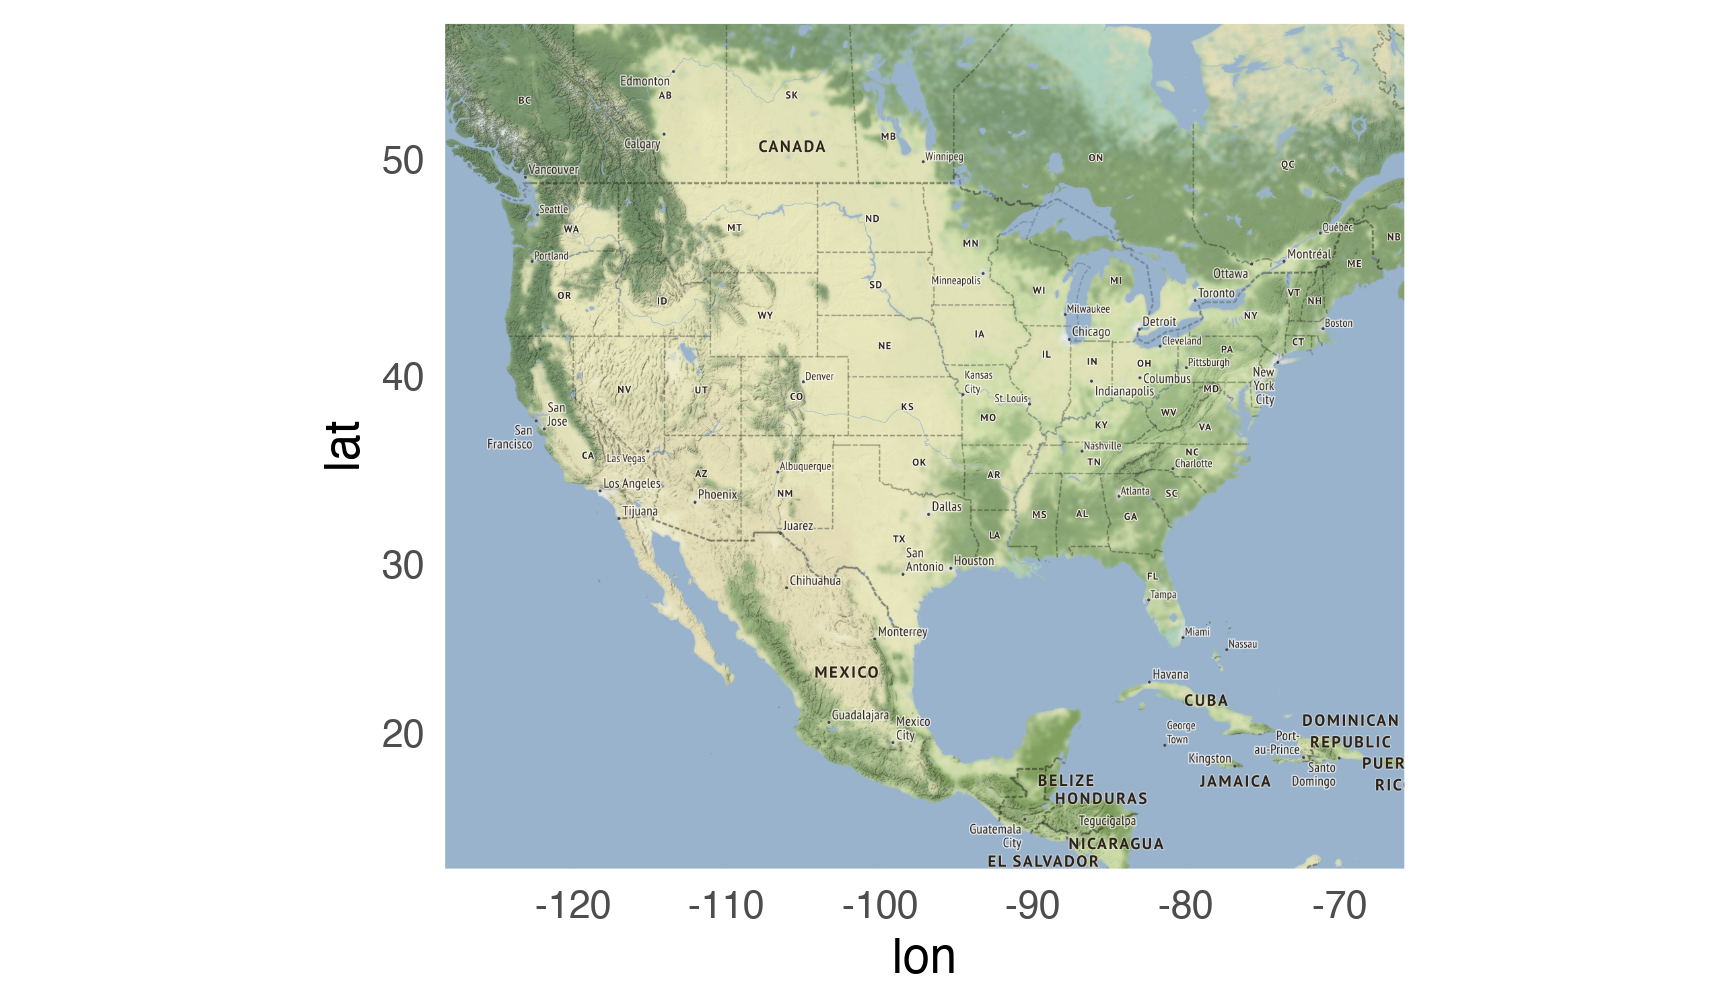 Edmonton
AB
SK
BC
MB
CANADA
Calgary
Winnipeg
ON
QC
Vancouver
Seattle
WA
MT
ND
MN
Québec
NB
Portland
Montréal
ME
Ottawa
Minneapolis
SD
WI
MI
OR
ID
Toronto
VT
NH
WY
Milwaukee
NY
Detroit
Boston
Chicago
IA
Cleveland
CT
NE
IL
IN
OH
PA
Pittsburgh
Denver
Kansas
City
Columbus
New
York
City
NV
UT
CO
Indianapolis
MD
St. Louis
San
Jose
KS
MO
WV
KY
VA
San
Francisco
Nashville
CA
Las Vegas
NC
Albuquerque
OK
TN
Charlotte
AZ
AR
Los Angeles
Phoenix
NM
Atlanta
SC
Tijuana
Dallas
MS
AL
GA
Juarez
TX
LA
San
Antonio
Houston
Chihuahua
FL
Tampa
Monterrey
Miami
Nassau
MEXICO
Havana
CUBA
Guadalajara
Mexico
City
George
Town
DOMINICAN
REPUBLIC
Port-
au-Prince
Kingston
PUER
RIC
Santo
Domingo
JAMAICA
BELIZE
HONDURAS
Tegucigalpa
Guatemala
City
NICARAGUA
EL SALVADOR
50
40
30
20
lat
-120 -110 -100 -90 -80 -70
lon